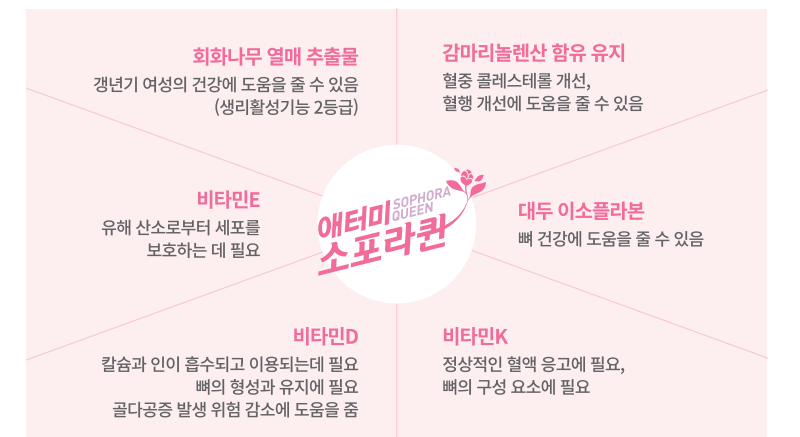 회화나무 열매 추출물
갱년기 여성의 건강에 도움을 줄 수 있음
(생리활성기능 2등급)
감마리놀렌산 함유 유지
혈중 콜레스테롤 개선,
혈행 개선에 도움을 줄 수 있음
비타민E
유해 산소로부터 세포를
보호하는 데 필요
애터미 SOPHORA
QUEEN
소포라퀸
대두 이소플라본
뼈 건강에 도움을 줄 수 있음
비타민D
칼슘과 인이 흡수되고 이용되는데 필요
뼈의 형성과 유지에 필요
골다공증 발생 위험 감소에 도움을 줌
비타민K
정상적인 혈액 응고에 필요,
뼈의 구성 요소에 필요